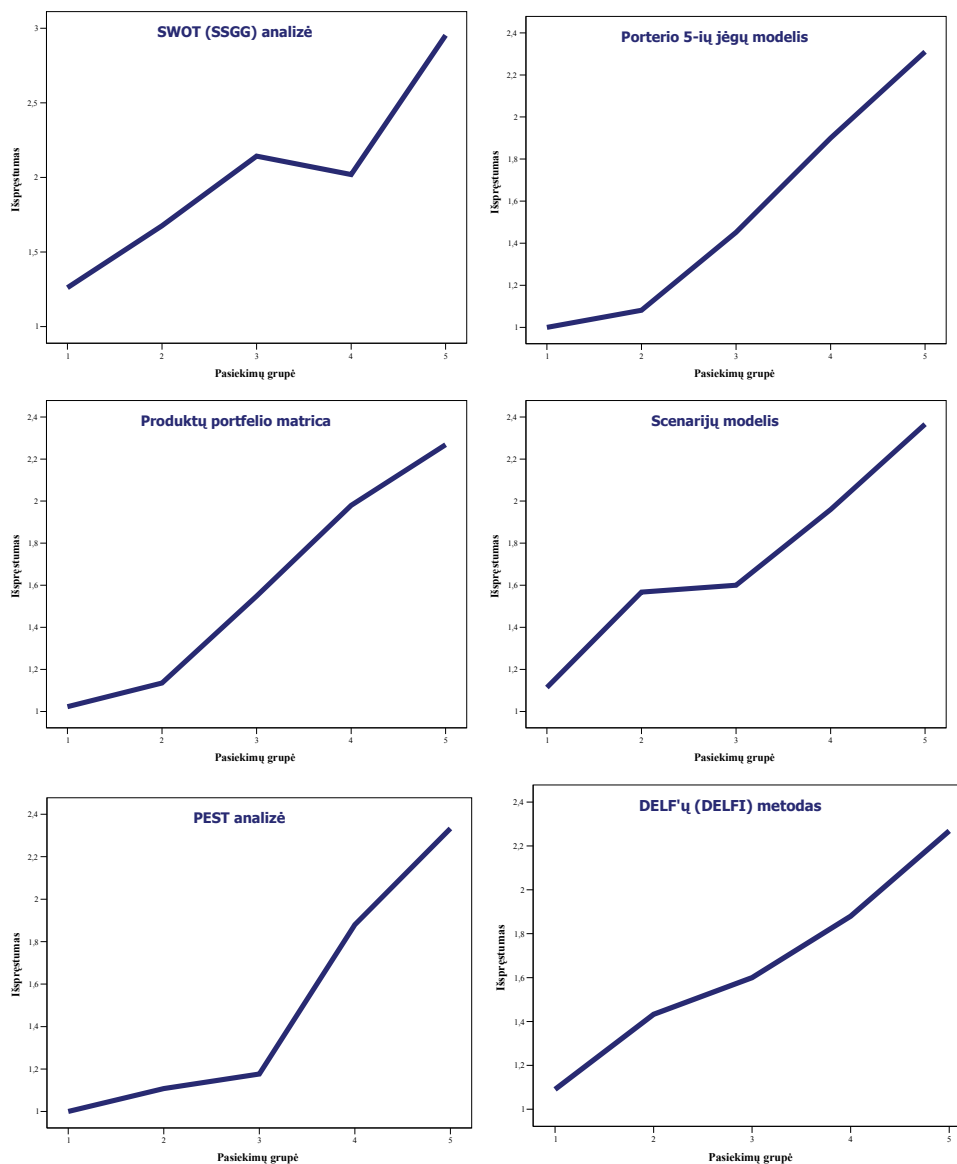 SWOT (SSGG) analizė
3
2,5
2
1,5
1
Išspręstumas
1 2 3 4 5
Pasiekimų grupė
Porterio 5-ių jėgų modelis
2,4
2,2
2
1,8
1,6
1,4
1,2
1
Išspręstumas
1 2 3 4 5
Pasiekimų grupė
Produktų portfelio matrica
2,4
2,2
2
1,8
1,6
1,4
1,2
1
Išspręstumas
1 2 3 4 5
Pasiekimų grupė
Scenarijų modelis
2,4
2,2
2
1,8
1,6
1,4
1,2
1
Išspręstumas
1 2 3 4 5
Pasiekimų grupė
PEST analizė
2,4
2,2
2
1,8
1,6
1,4
1,2
1
Išspręstumas
1 2 3 4 5
Pasiekimų grupė
DELF'ų (DELFI) metodas
2,4
2,2
2
1,8
1,6
1,4
1,2
1
Išspręstumas
1 2 3 4 5
Pasiekimų grupė